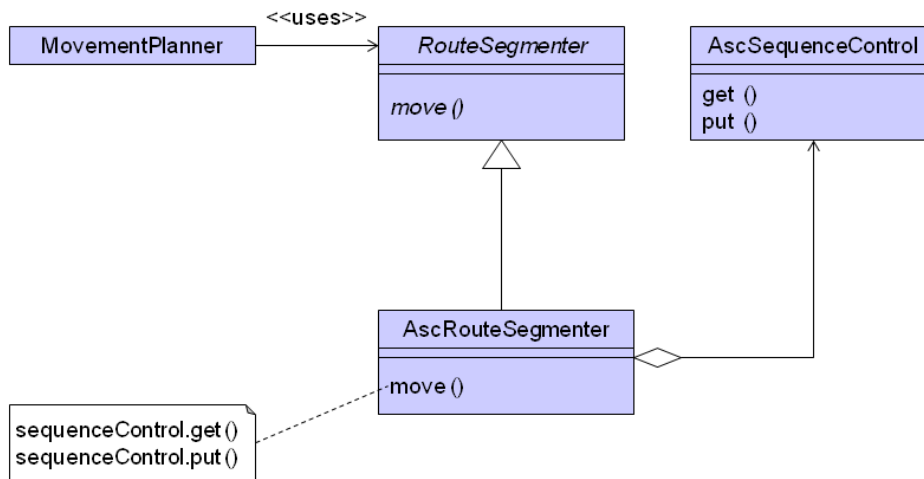 <<uses>>
MovementPlanner
RouteSegmenter
move ()
AscSequenceControl
get ()
put ()
AscRouteSegmenter
move ()
sequenceControl.get ()
sequenceControl.put ()